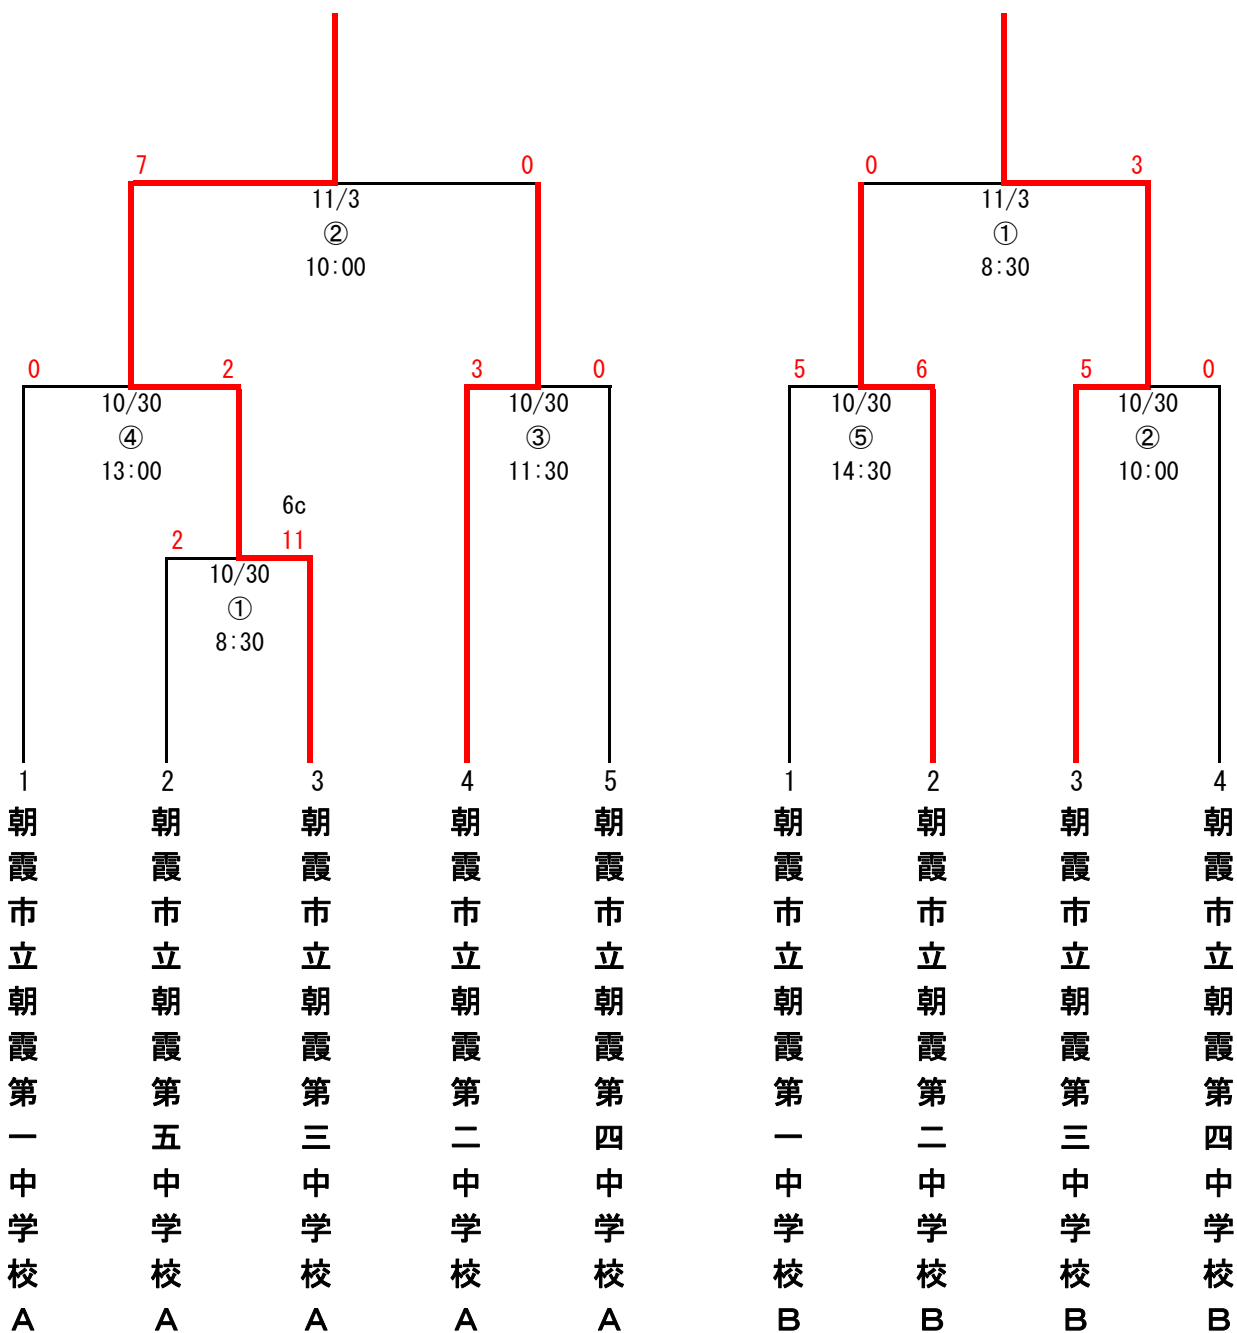 7 0 0 3
11/3 11/3
② ①
10:00 8:30
0 2 3 0 5 6 5 0
10/30 10/30 10/30 10/30
④ ③ ⑤ ②
13:00 11:30 14:30 10:00
6c
2 11
10/30
①
8:30
1 2 3 4 5 1 2 3 4
朝霞市立朝霞第一中学校A
朝霞市立朝霞第五中学校A
朝霞市立朝霞第三中学校A
朝霞市立朝霞第二中学校A
朝霞市立朝霞第四中学校A
朝霞市立朝霞第一中学校B
朝霞市立朝霞第二中学校B
朝霞市立朝霞第三中学校B
朝霞市立朝霞第四中学校B